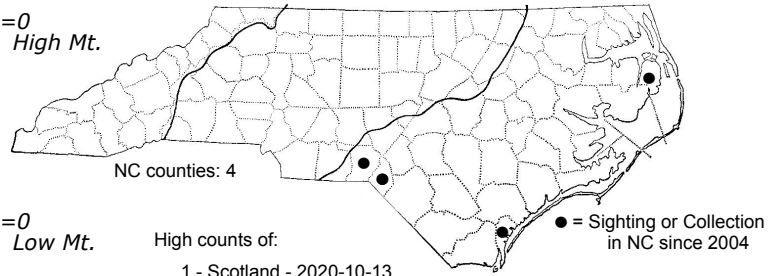 =0
High Mt.
NC counties: 4
=0
Low Mt.
High counts of:
1 - Scotland - 2020-10-13
● = Sighting or Collection
in NC since 2004